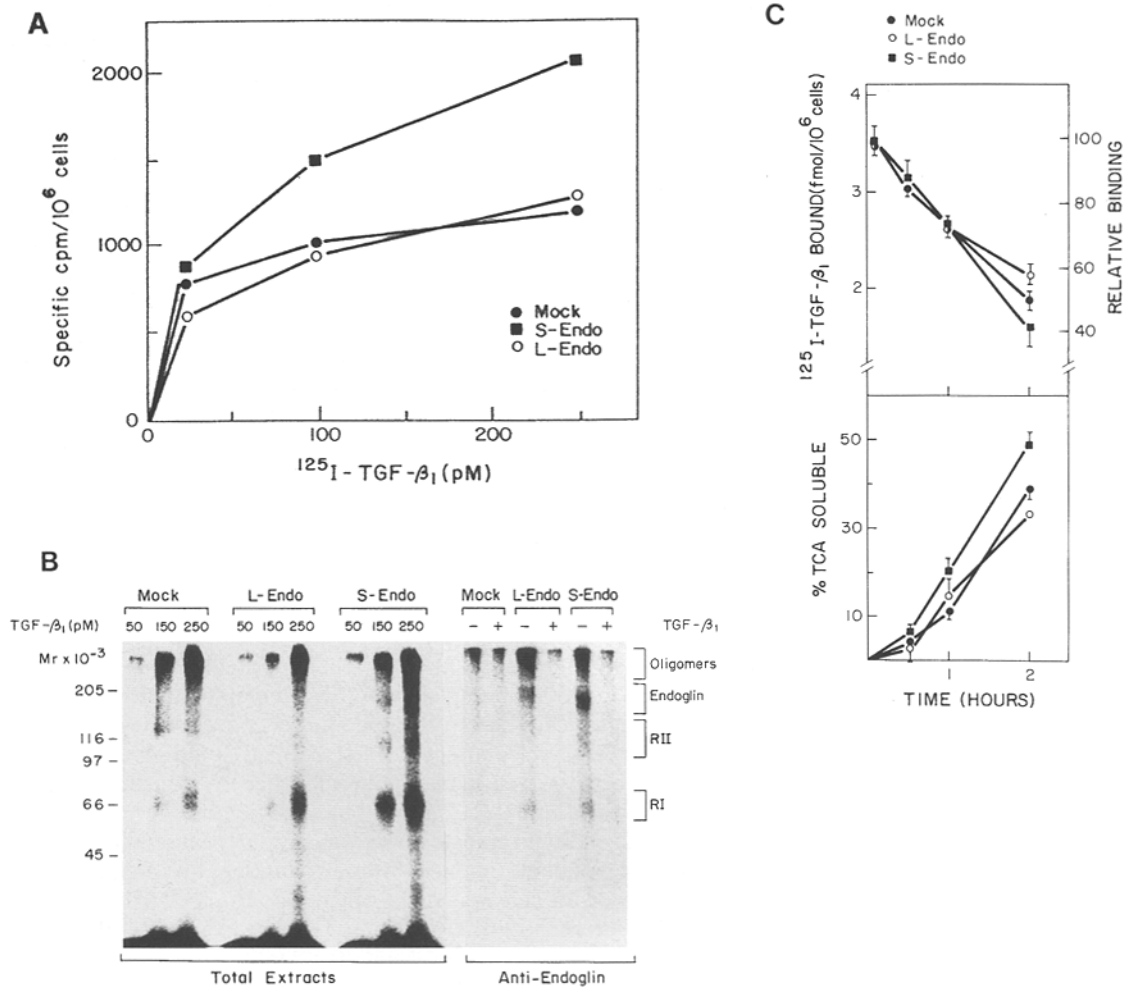 A
Specific cpm/10⁶ cells
2000
1000
0
0 100 200
¹²⁵I-TGF-β₁(pM)
Mock
S-Endo
L-Endo
B
Mock L-Endo S-Endo Mock L-Endo S-Endo
TGF-β₁(pM) 50 150 250 50 150 250 50 150 250 - + - + - + TGF-β₁
Mr x 10⁻³
205
116
97
66
45
Oligomers
Endoglin
RII
RI
Total Extracts Anti-Endoglin
C
Mock
L-Endo
S-Endo
¹²⁵I-TGF-β₁ BOUND(fmol/10⁶ cells)
4
3
2
100
80
60
40
RELATIVE BINDING
1 2
% TCA SOLUBLE
50
30
10
1 2
TIME (HOURS)